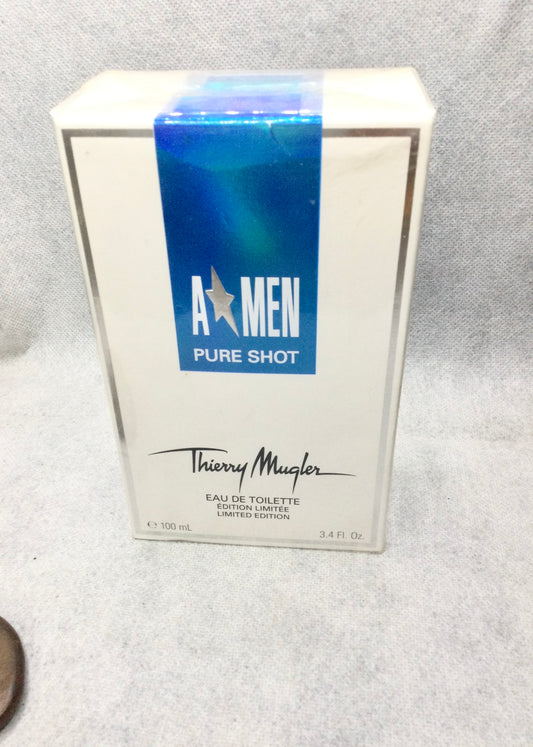 A★MEN
PURE SHOT
Thierry Mugler
EAU DE TOILETTE
ÉDITION LIMITÉE
LIMITED EDITION
℮ 100 mL
3.4 Fl. Oz.